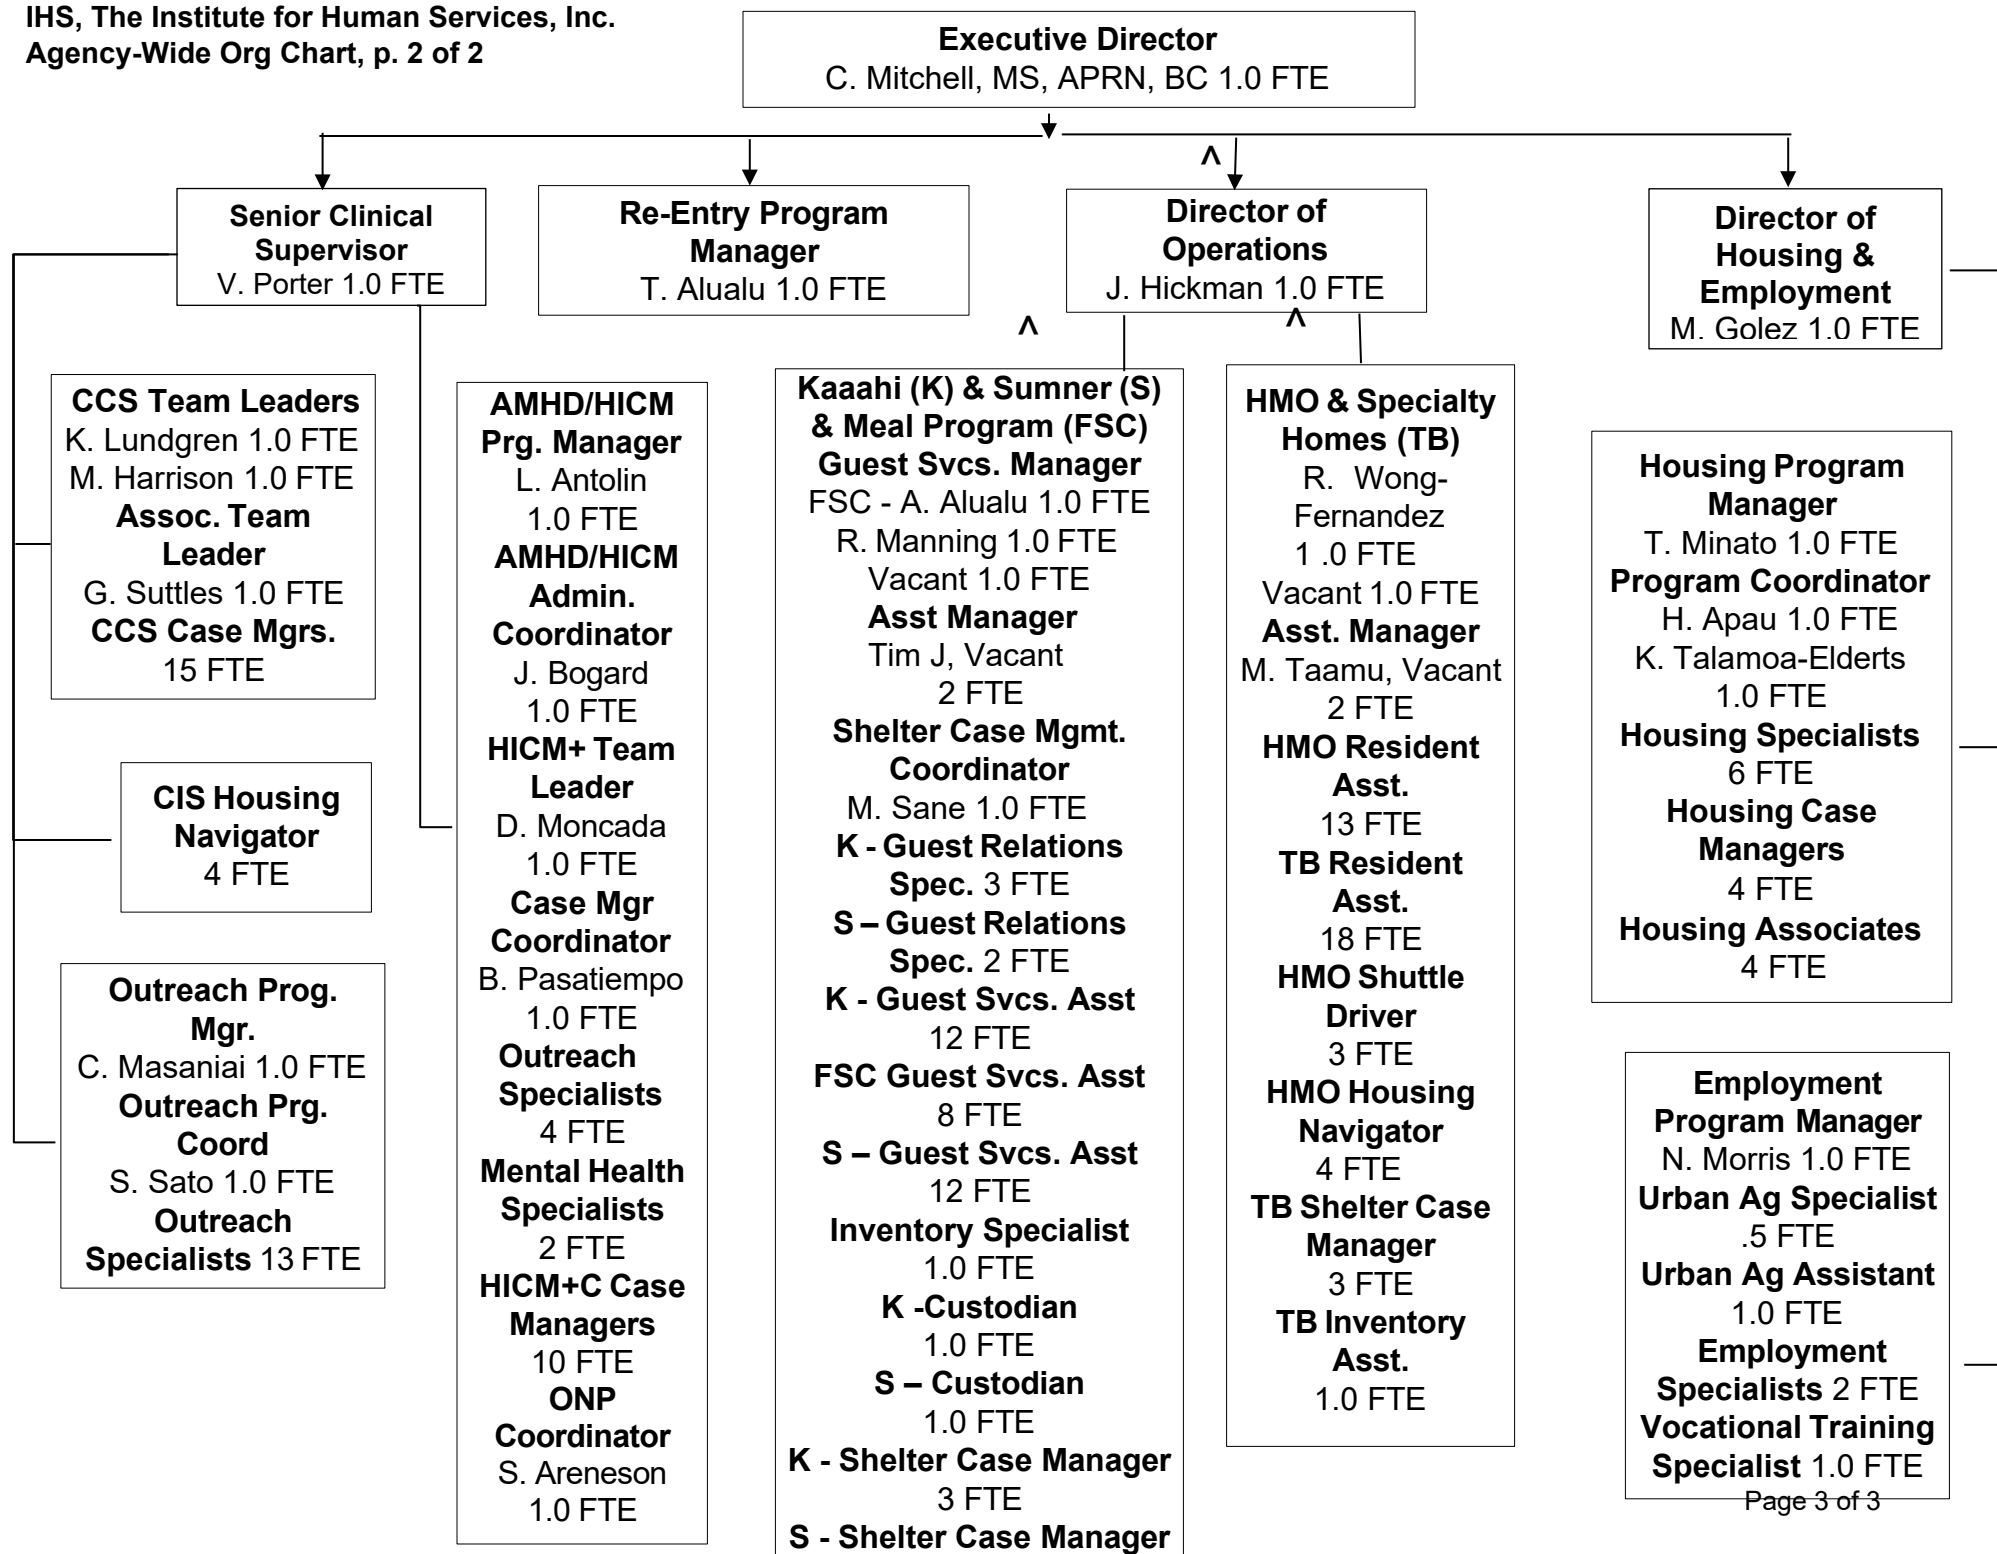 IHS, The Institute for Human Services, Inc.
Agency-Wide Org Chart, p. 2 of 2
Executive Director
C. Mitchell, MS, APRN, BC 1.0 FTE
^
Senior Clinical
Supervisor
V. Porter 1.0 FTE
Re-Entry Program
Manager
T. Alualu 1.0 FTE
Director of
Operations
J. Hickman 1.0 FTE
Director of
Housing &
Employment
M. Golez 1.0 FTE
^
^
CCS Team Leaders
K. Lundgren 1.0 FTE
M. Harrison 1.0 FTE
Assoc. Team
Leader
G. Suttles 1.0 FTE
CCS Case Mgrs.
15 FTE
CIS Housing
Navigator
4 FTE
Outreach Prog.
Mgr.
C. Masaniai 1.0 FTE
Outreach Prg.
Coord
S. Sato 1.0 FTE
Outreach
Specialists 13 FTE
AMHD/HICM
Prg. Manager
L. Antolin
1.0 FTE
AMHD/HICM
Admin.
Coordinator
J. Bogard
1.0 FTE
HICM+ Team
Leader
D. Moncada
1.0 FTE
Case Mgr
Coordinator
B. Pasatiempo
1.0 FTE
Outreach
Specialists
4 FTE
Mental Health
Specialists
2 FTE
HICM+C Case
Managers
10 FTE
ONP
Coordinator
S. Areneson
1.0 FTE
Kaaahi (K) & Sumner (S)
& Meal Program (FSC)
Guest Svcs. Manager
FSC - A. Alualu 1.0 FTE
R. Manning 1.0 FTE
Vacant 1.0 FTE
Asst Manager
Tim J, Vacant
2 FTE
Shelter Case Mgmt.
Coordinator
M. Sane 1.0 FTE
K - Guest Relations
Spec. 3 FTE
S – Guest Relations
Spec. 2 FTE
K - Guest Svcs. Asst
12 FTE
FSC Guest Svcs. Asst
8 FTE
S – Guest Svcs. Asst
12 FTE
Inventory Specialist
1.0 FTE
K -Custodian
1.0 FTE
S – Custodian
1.0 FTE
K - Shelter Case Manager
3 FTE
S - Shelter Case Manager
HMO & Specialty
Homes (TB)
R. Wong-
Fernandez
1 .0 FTE
Vacant 1.0 FTE
Asst. Manager
M. Taamu, Vacant
2 FTE
HMO Resident
Asst.
13 FTE
TB Resident
Asst.
18 FTE
HMO Shuttle
Driver
3 FTE
HMO Housing
Navigator
4 FTE
TB Shelter Case
Manager
3 FTE
TB Inventory
Asst.
1.0 FTE
Housing Program
Manager
T. Minato 1.0 FTE
Program Coordinator
H. Apau 1.0 FTE
K. Talamoa-Elderts
1.0 FTE
Housing Specialists
6 FTE
Housing Case
Managers
4 FTE
Housing Associates
4 FTE
Employment
Program Manager
N. Morris 1.0 FTE
Urban Ag Specialist
.5 FTE
Urban Ag Assistant
1.0 FTE
Employment
Specialists 2 FTE
Vocational Training
Specialist 1.0 FTE
Page 3 of 3